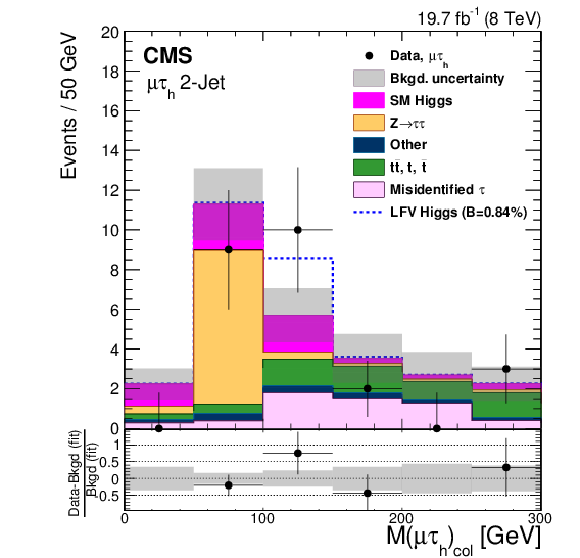 19.7 fb⁻¹ (8 TeV)
CMS
μτh 2-Jet
Data, μτh
Bkgd. uncertainty
SM Higgs
Z→ττ
Other
tt̄, t, t̄
Misidentified τ
LFV Higgs (B=0.84%)
Events / 50 GeV
20
18
16
14
12
10
8
6
4
2
0
Data-Bkgd (fit)
Bkgd (fit)
1
0.5
0
-0.5
0
100
200
300
M(μτh)col [GeV]